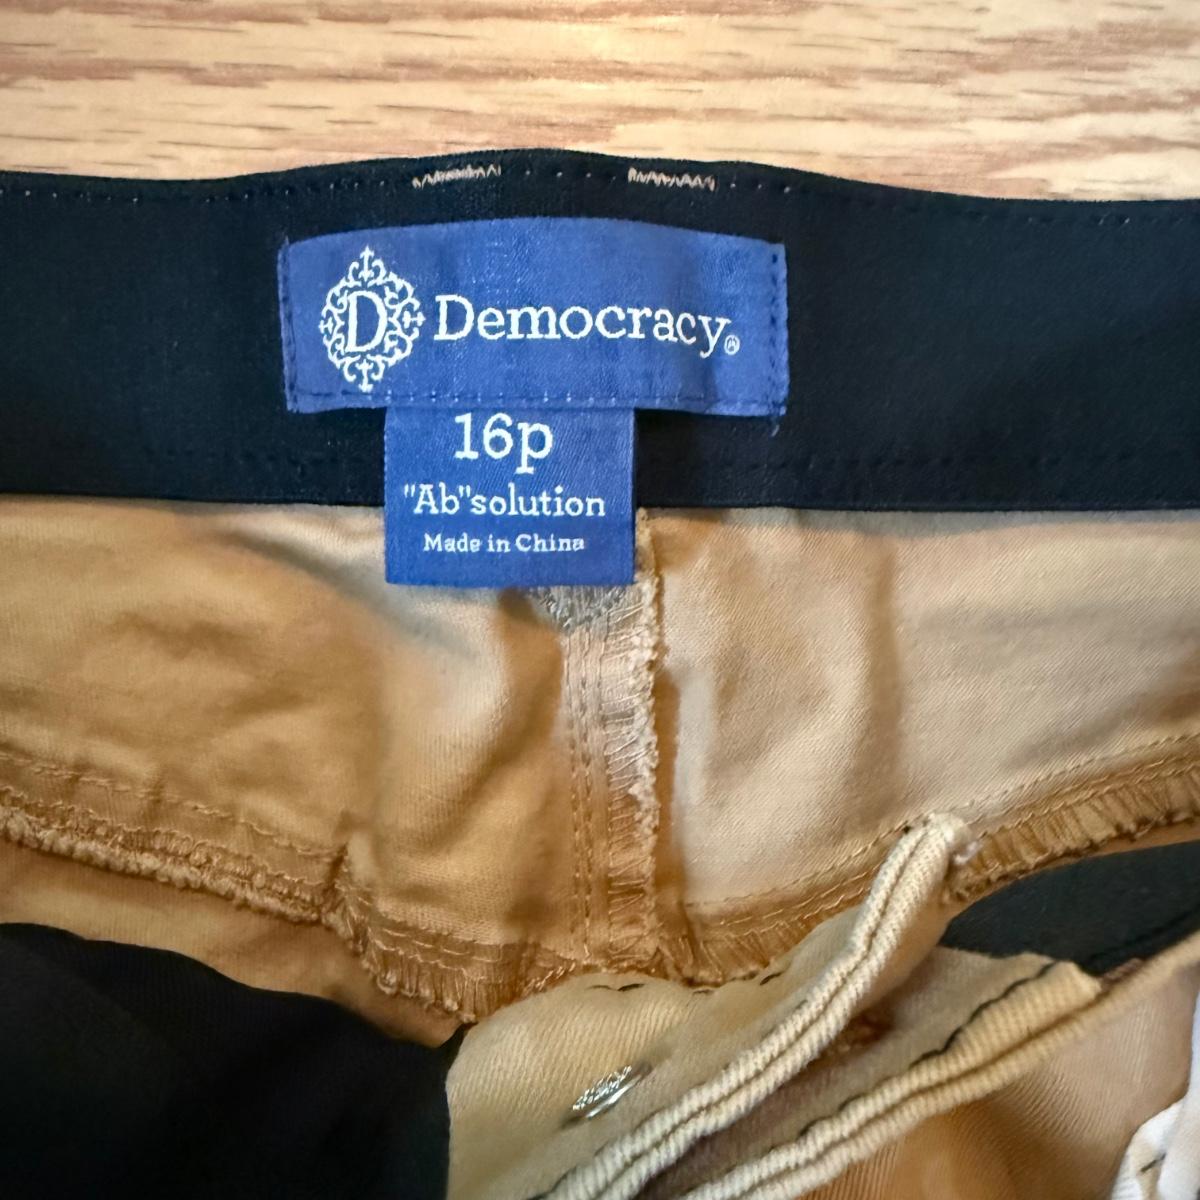 D Democracy®
16p
"Ab"solution
Made in China